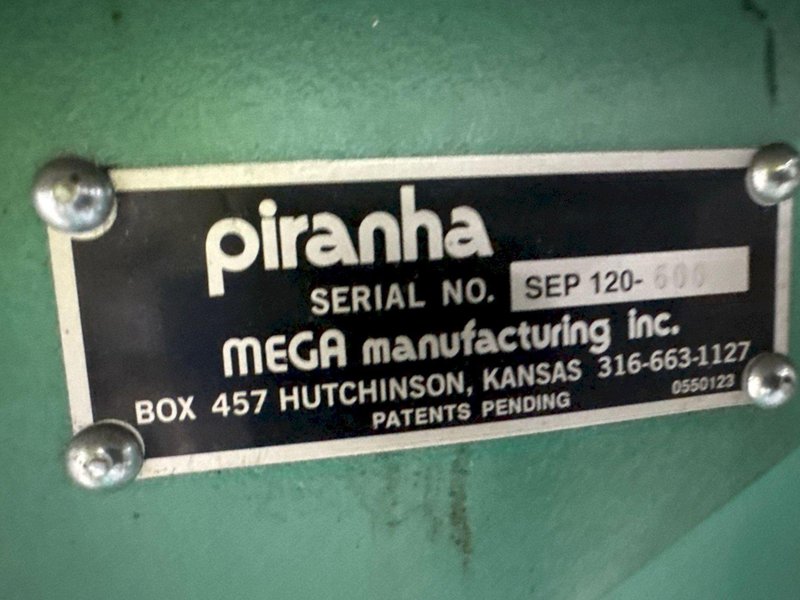 piranha
SERIAL NO. SEP 120-
MEGA manufacturing inc.
BOX 457 HUTCHINSON, KANSAS 316-663-1127
PATENTS PENDING 0550123